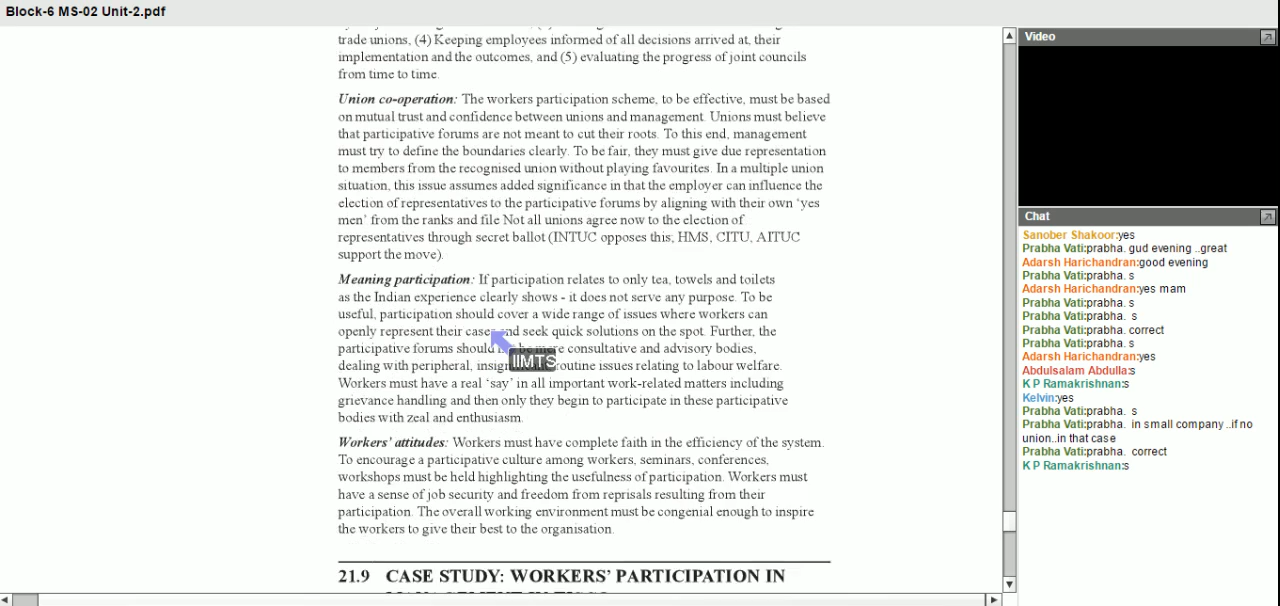 Block-6 MS-02 Unit-2.pdf
trade unions, (4) Keeping employees informed of all decisions arrived at, their
implementation and the outcomes, and (5) evaluating the progress of joint councils
from time to time.
Union co-operation: The workers participation scheme, to be effective, must be based
on mutual trust and confidence between unions and management. Unions must believe
that participative forums are not meant to cut their roots. To this end, management
must try to define the boundaries clearly. To be fair, they must give due representation
to members from the recognised union without playing favourites. In a multiple union
situation, this issue assumes added significance in that the employer can influence the
election of representatives to the participative forums by aligning with their own ‘yes
men’ from the ranks and file Not all unions agree now to the election of
representatives through secret ballot (INTUC opposes this; HMS, CITU, AITUC
support the move).
Meaning participation: If participation relates to only tea, towels and toilets
as the Indian experience clearly shows - it does not serve any purpose. To be
useful, participation should cover a wide range of issues where workers can
openly represent their cases and seek quick solutions on the spot. Further, the
participative forums should be mere consultative and advisory bodies,
dealing with peripheral, routine issues relating to labour welfare.
Workers must have a real ‘say’ in all important work-related matters including
grievance handling and then only they begin to participate in these participative
bodies with zeal and enthusiasm.
Workers’ attitudes: Workers must have complete faith in the efficiency of the system.
To encourage a participative culture among workers, seminars, conferences,
workshops must be held highlighting the usefulness of participation. Workers must
have a sense of job security and freedom from reprisals resulting from their
participation. The overall working environment must be congenial enough to inspire
the workers to give their best to the organisation.
21.9 CASE STUDY: WORKERS’ PARTICIPATION IN
IIMTS
Video
Chat
Sanober Shakoor:yes
Prabha Vati:prabha. gud evening ..great
Adarsh Harichandran:good evening
Prabha Vati:prabha. s
Adarsh Harichandran:yes mam
Prabha Vati:prabha. s
Prabha Vati:prabha. s
Prabha Vati:prabha. correct
Prabha Vati:prabha. s
Adarsh Harichandran:yes
Abdulsalam Abdulla:s
K P Ramakrishnan:s
Kelvin:yes
Prabha Vati:prabha. s
Prabha Vati:prabha. in small company ..if no
union..in that case
Prabha Vati:prabha. correct
K P Ramakrishnan:s